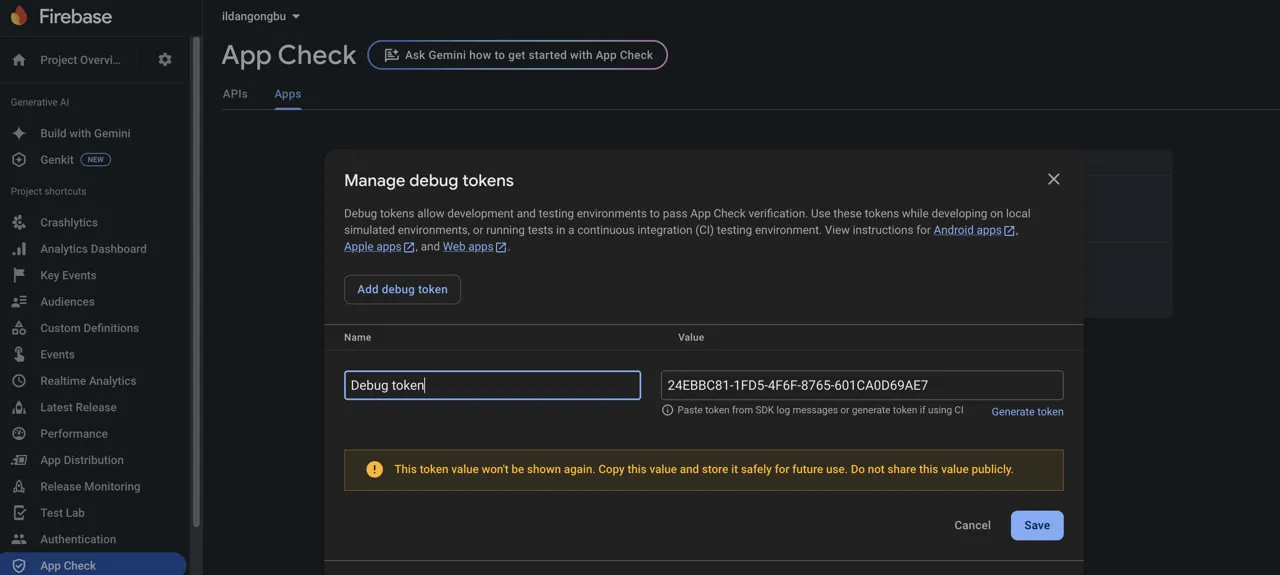 Firebase
Project Overvi...
Generative AI
Build with Gemini
Genkit NEW
Project shortcuts
Crashlytics
Analytics Dashboard
Key Events
Audiences
Custom Definitions
Events
Realtime Analytics
Latest Release
Performance
App Distribution
Release Monitoring
Test Lab
Authentication
App Check
ildangongbu
App Check
Ask Gemini how to get started with App Check
APIs Apps
Manage debug tokens
Debug tokens allow development and testing environments to pass App Check verification. Use these tokens while developing on local
simulated environments, or running tests in a continuous integration (CI) testing environment. View instructions for Android apps,
Apple apps, and Web apps.
Add debug token
Name Value
Debug token 24EBBC81-1FD5-4F6F-8765-601CA0D69AE7
Paste token from SDK log messages or generate token if using CI Generate token
This token value won't be shown again. Copy this value and store it safely for future use. Do not share this value publicly.
Cancel Save